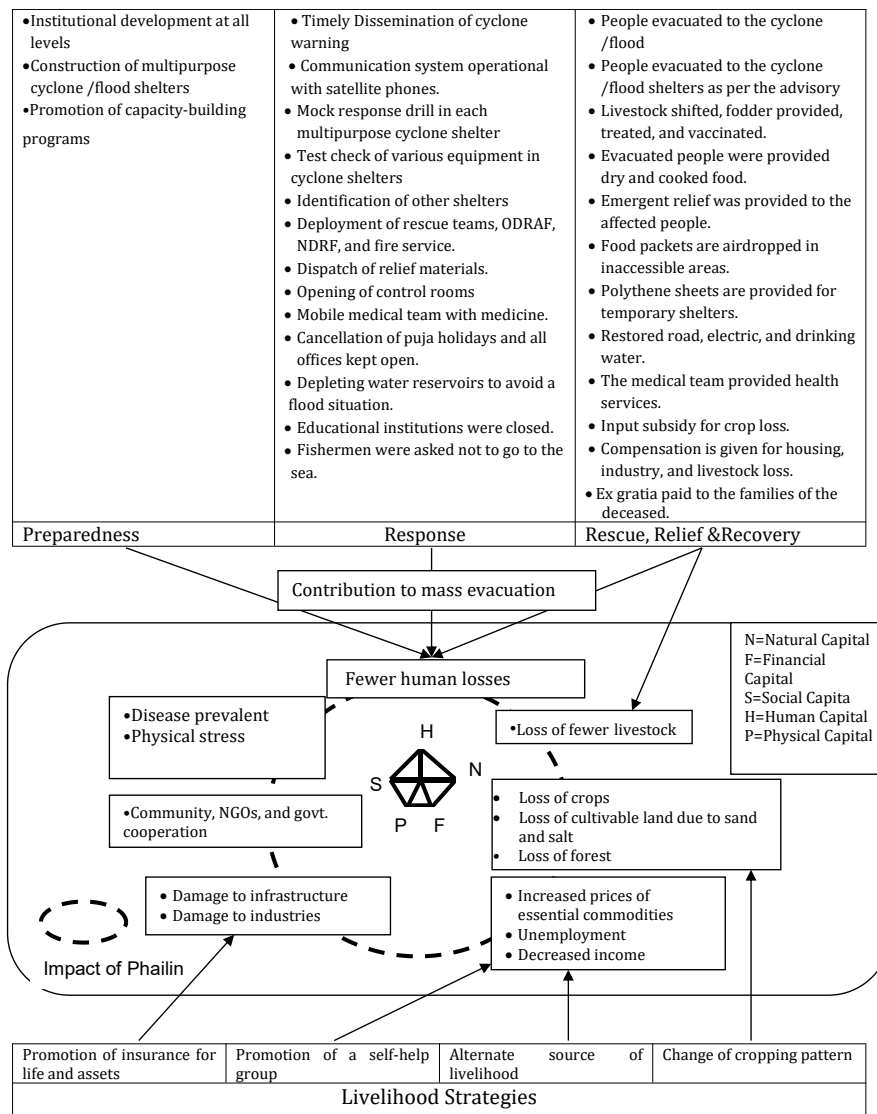 •Institutional development at all
levels
•Construction of multipurpose
cyclone /flood shelters
•Promotion of capacity-building
programs
• Timely Dissemination of cyclone
warning
• Communication system operational
with satellite phones.
• Mock response drill in each
multipurpose cyclone shelter
• Test check of various equipment in
cyclone shelters
• Identification of other shelters
• Deployment of rescue teams, ODRAF,
NDRF, and fire service.
• Dispatch of relief materials.
• Opening of control rooms
• Mobile medical team with medicine.
• Cancellation of puja holidays and all
offices kept open.
• Depleting water reservoirs to avoid a
flood situation.
• Educational institutions were closed.
• Fishermen were asked not to go to the
sea.
• People evacuated to the cyclone
/flood
• People evacuated to the cyclone
/flood shelters as per the advisory
• Livestock shifted, fodder provided,
treated, and vaccinated.
• Evacuated people were provided
dry and cooked food.
• Emergent relief was provided to the
affected people.
• Food packets are airdropped in
inaccessible areas.
• Polythene sheets are provided for
temporary shelters.
• Restored road, electric, and drinking
water.
• The medical team provided health
services.
• Input subsidy for crop loss.
• Compensation is given for housing,
industry, and livestock loss.
• Ex gratia paid to the families of the
deceased.
Preparedness
Response
Rescue, Relief &Recovery
Contribution to mass evacuation
N=Natural Capital
F=Financial
Capital
S=Social Capita
H=Human Capital
P=Physical Capital
Fewer human losses
•Disease prevalent
•Physical stress
•Loss of fewer livestock
H
N
S
P
F
•Community, NGOs, and govt.
cooperation
• Loss of crops
• Loss of cultivable land due to sand
and salt
• Loss of forest
• Damage to infrastructure
• Damage to industries
• Increased prices of
essential commodities
• Unemployment
• Decreased income
Impact of Phailin
Promotion of insurance for
life and assets
Promotion of a self-help
group
Alternate source of
livelihood
Change of cropping pattern
Livelihood Strategies